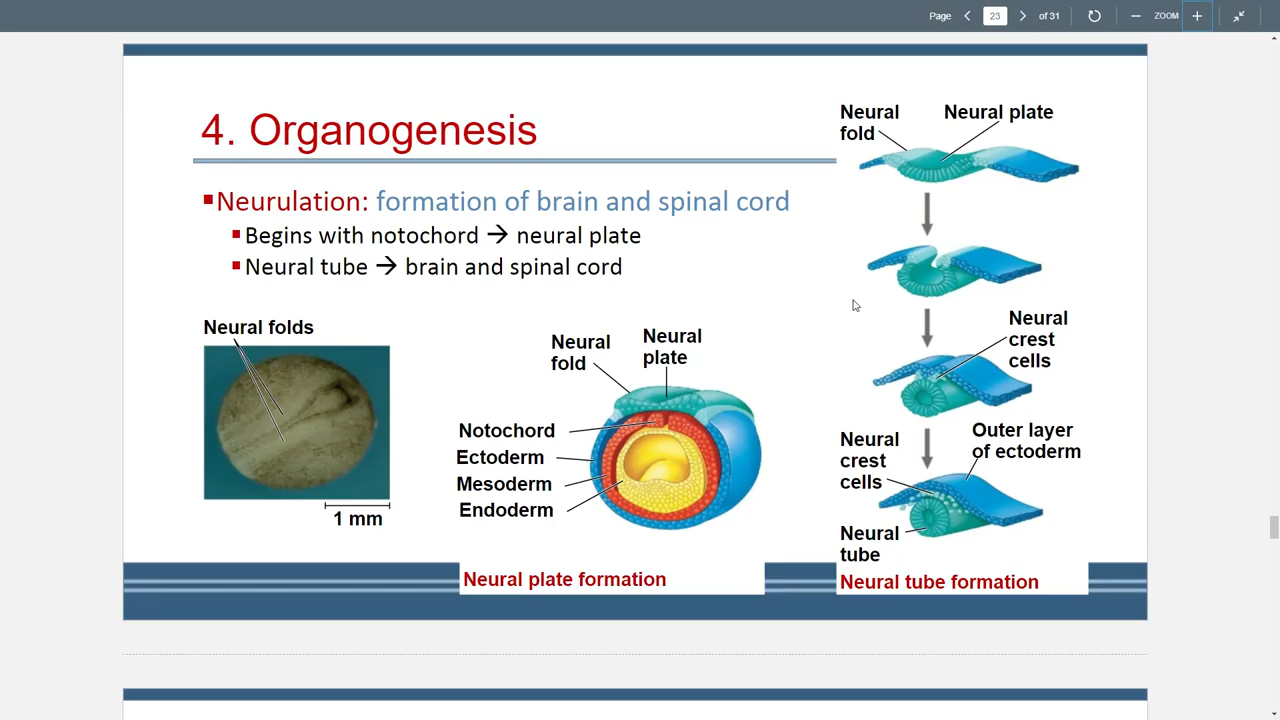 Page 23 of 31 ZOOM
4. Organogenesis
Neurulation: formation of brain and spinal cord
Begins with notochord → neural plate
Neural tube → brain and spinal cord
Neural folds
1 mm
Neural
fold
Neural
plate
Notochord
Ectoderm
Mesoderm
Endoderm
Neural plate formation
Neural
fold
Neural plate
Neural
crest
cells
Neural
crest
cells
Outer layer
of ectoderm
Neural
tube
Neural tube formation